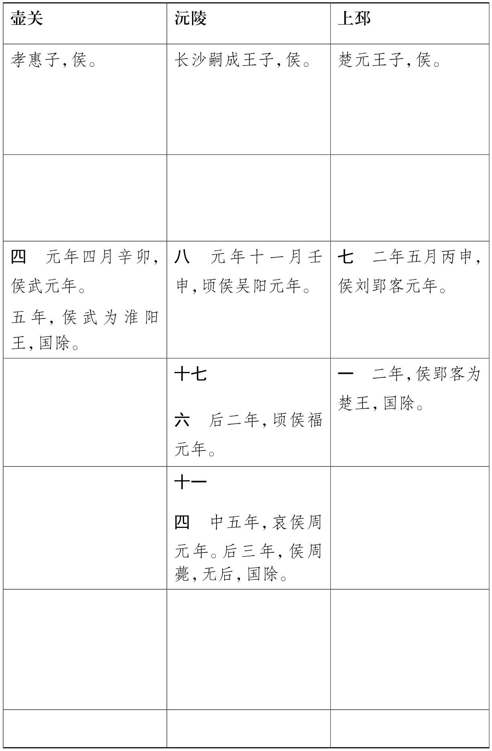 壶关 沅陵 上邳
孝惠子,侯。 长沙嗣成王子,侯。 楚元王子,侯。
四 元年四月辛卯,
侯武元年。
五年,侯武为淮阳
王,国除。
八 元年十一月壬
申,顷侯吴阳元年。
七 二年五月丙申,
侯刘郢客元年。
十七
六 后二年,顷侯福
元年。
一 二年,侯郢客为
楚王,国除。
十一
四 中五年,哀侯周
元年。后三年,侯周
薨,无后,国除。